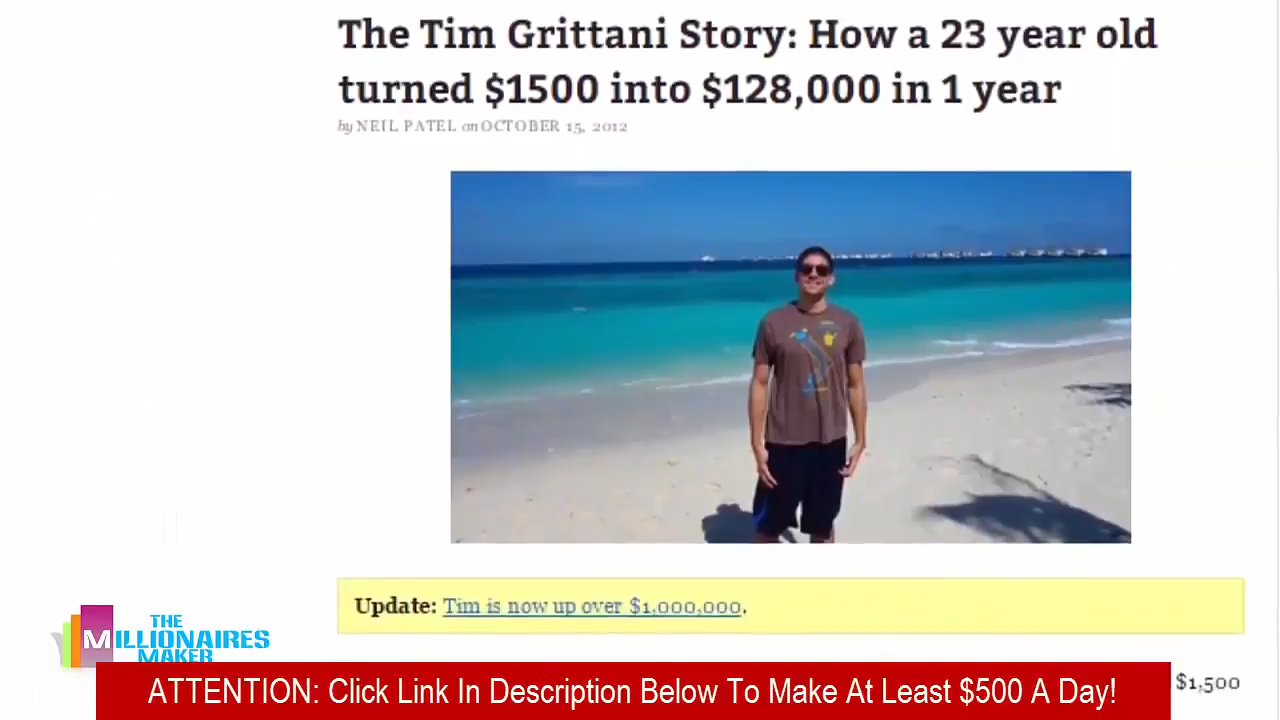 The Tim Grittani Story: How a 23 year old
turned $1500 into $128,000 in 1 year
by NEIL PATEL on OCTOBER 15, 2012
Update: Tim is now up over $1,000,000.
THE
MILLIONAIRES
MAKER
$1,500
ATTENTION: Click Link In Description Below To Make At Least $500 A Day!